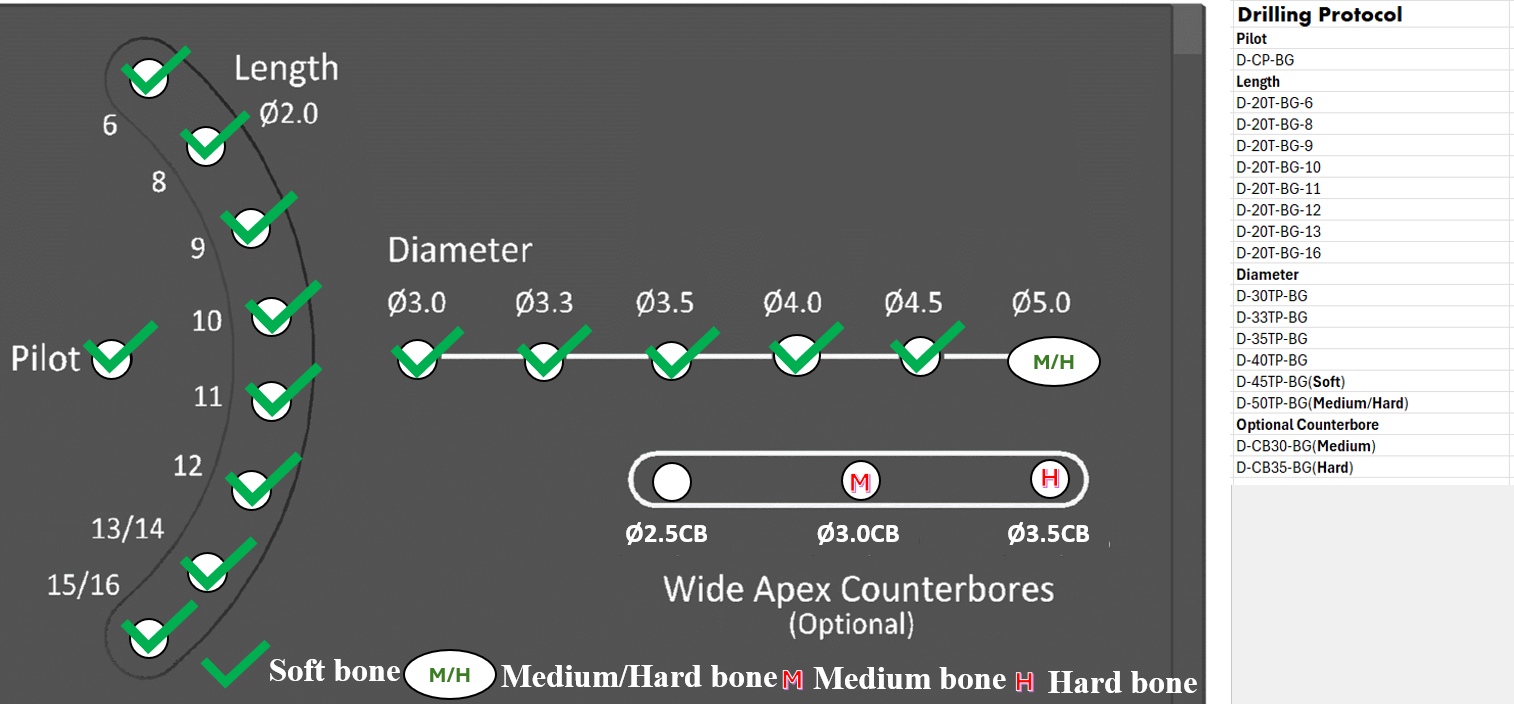 Length
Ø2.0
6
8
9
10
Pilot
11
12
13/14
15/16
Diameter
Ø3.0 Ø3.3 Ø3.5 Ø4.0 Ø4.5 Ø5.0
M/H
M H
Ø2.5CB Ø3.0CB Ø3.5CB
Wide Apex Counterbores
(Optional)
Soft bone M/H Medium/Hard bone M Medium bone H Hard bone
Drilling Protocol
Pilot
D-CP-BG
Length
D-20T-BG-6
D-20T-BG-8
D-20T-BG-9
D-20T-BG-10
D-20T-BG-11
D-20T-BG-12
D-20T-BG-13
D-20T-BG-16
Diameter
D-30TP-BG
D-33TP-BG
D-35TP-BG
D-40TP-BG
D-45TP-BG(Soft)
D-50TP-BG(Medium/Hard)
Optional Counterbore
D-CB30-BG(Medium)
D-CB35-BG(Hard)